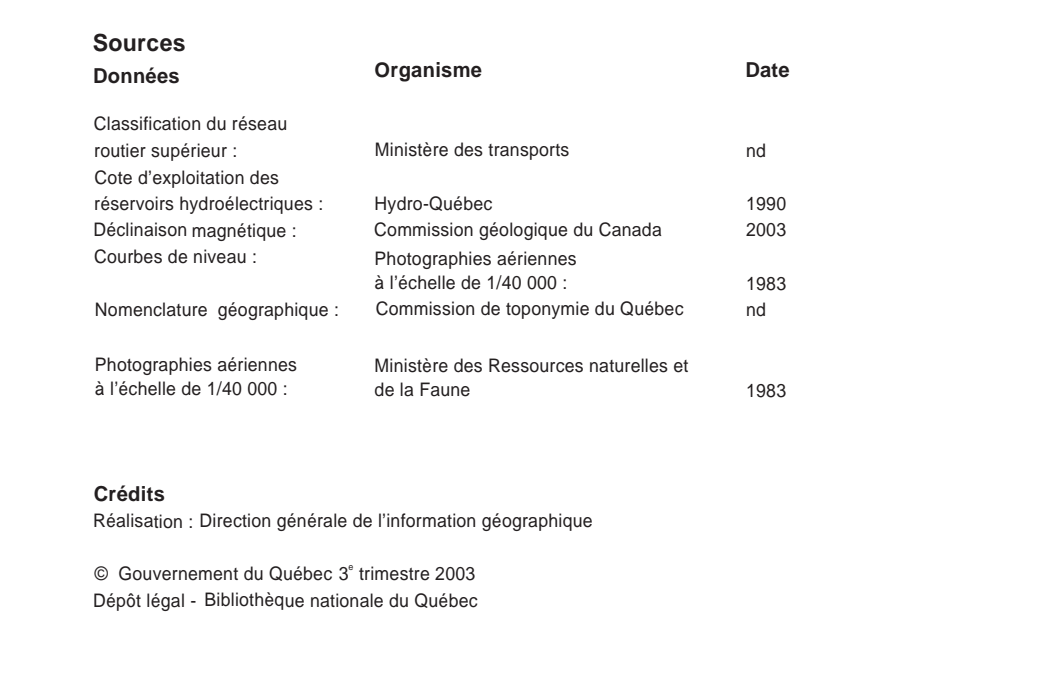 Sources
Données Organisme Date
Classification du réseau
routier supérieur : Ministère des transports nd
Cote d’exploitation des
réservoirs hydroélectriques : Hydro-Québec 1990
Déclinaison magnétique : Commission géologique du Canada 2003
Courbes de niveau : Photographies aériennes
à l’échelle de 1/40 000 : 1983
Nomenclature géographique : Commission de toponymie du Québec nd
Photographies aériennes Ministère des Ressources naturelles et
à l’échelle de 1/40 000 : de la Faune 1983
Crédits
Réalisation : Direction générale de l’information géographique
© Gouvernement du Québec 3e trimestre 2003
Dépôt légal - Bibliothèque nationale du Québec